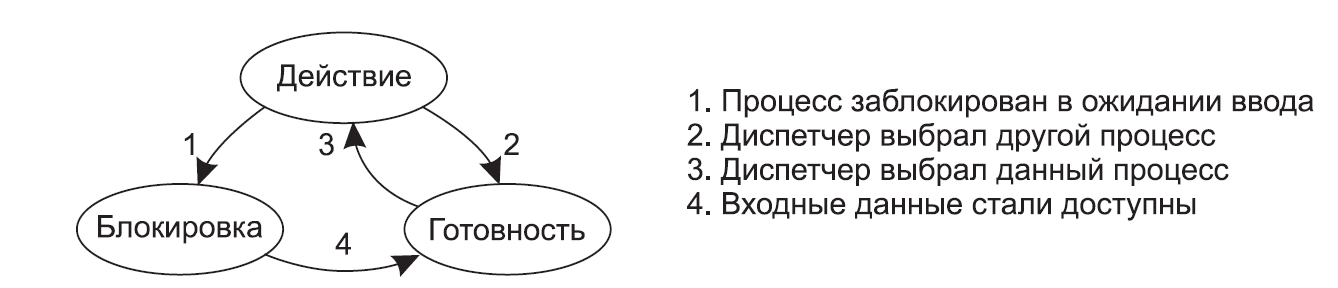 Действие
1
3
2
Блокировка
4
Готовность
1. Процесс заблокирован в ожидании ввода
2. Диспетчер выбрал другой процесс
3. Диспетчер выбрал данный процесс
4. Входные данные стали доступны